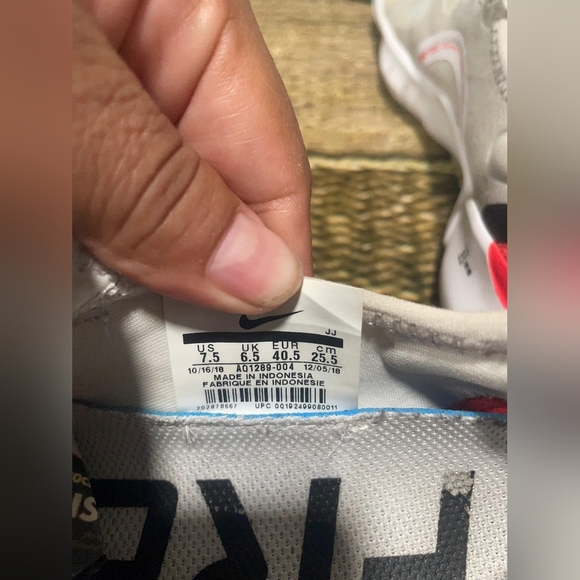 JJ
US UK EUR cm
7.5 6.5 40.5 25.5
10/16/18 AQ1289-004 12/05/18
MADE IN INDONESIA
FABRIQUE EN INDONESIE
UPC 00192499080011